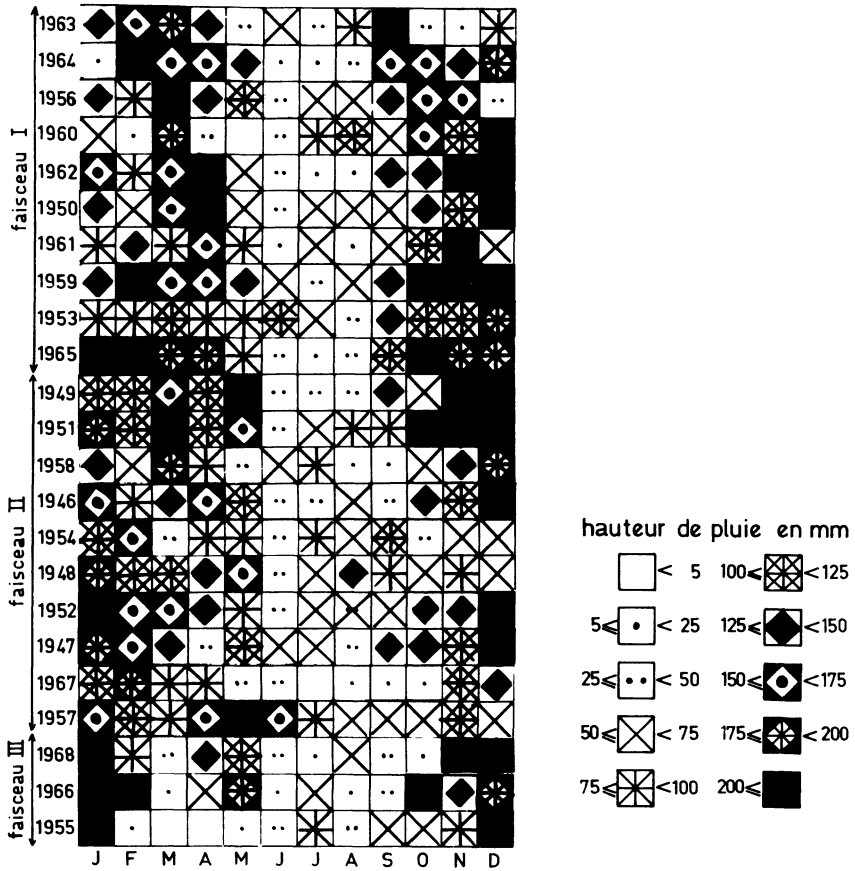 faisceau I
1963
1964
1956
1960
1962
1950
1961
1959
1953
1965
faisceau II
1949
1951
1958
1946
1954
1948
1952
1947
1967
1957
faisceau III
1968
1966
1955
J F M A M J J A S O N D
hauteur de pluie en mm
< 5 100⩽ <125
5⩽ < 25 125⩽ <150
25⩽ < 50 150⩽ <175
50⩽ < 75 175⩽ < 200
75⩽ <100 200⩽